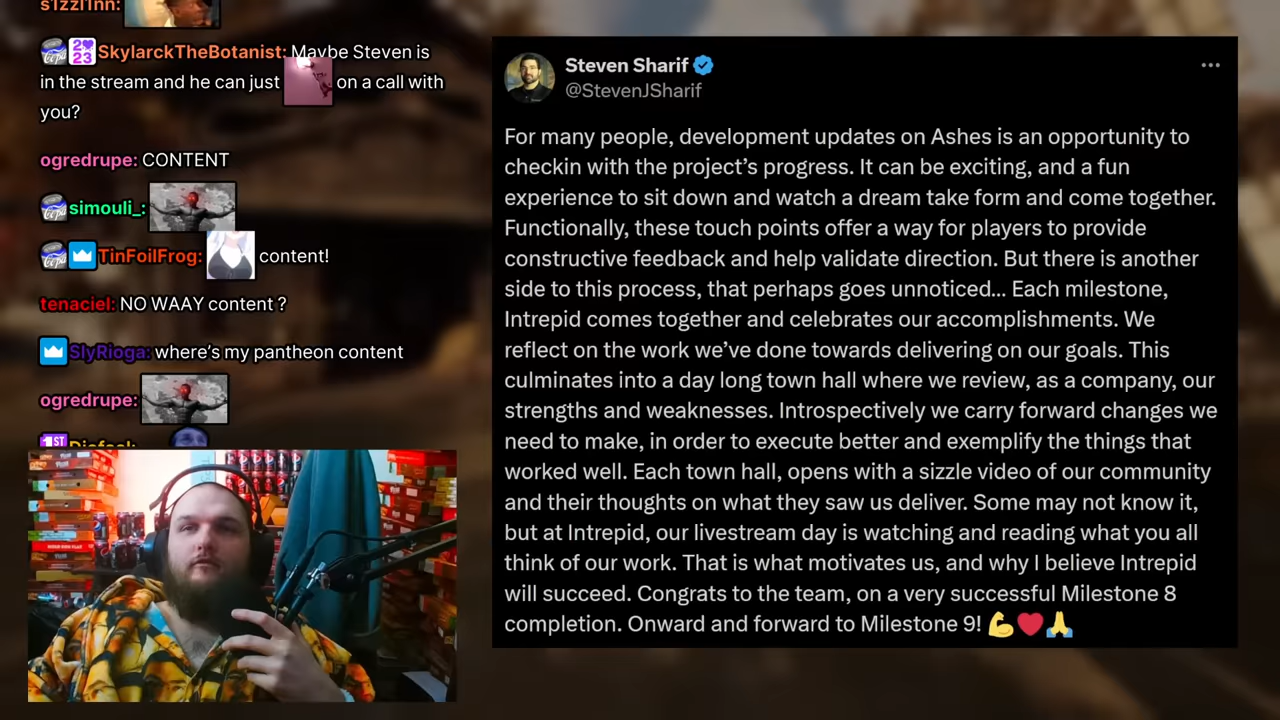 s1zzl1nn:
2 23 SkylarckTheBotanist: Maybe Steven is
in the stream and he can just on a call with
you?
ogredrupe: CONTENT
simouli_:
TinFoilFrog: content!
tenaciel: NO WAAY content ?
SlyRioga: where's my pantheon content
ogredrupe:
1ST
Steven Sharif
@StevenJSharif
For many people, development updates on Ashes is an opportunity to
checkin with the project's progress. It can be exciting, and a fun
experience to sit down and watch a dream take form and come together.
Functionally, these touch points offer a way for players to provide
constructive feedback and help validate direction. But there is another
side to this process, that perhaps goes unnoticed... Each milestone,
Intrepid comes together and celebrates our accomplishments. We
reflect on the work we've done towards delivering on our goals. This
culminates into a day long town hall where we review, as a company, our
strengths and weaknesses. Introspectively we carry forward changes we
need to make, in order to execute better and exemplify the things that
worked well. Each town hall, opens with a sizzle video of our community
and their thoughts on what they saw us deliver. Some may not know it,
but at Intrepid, our livestream day is watching and reading what you all
think of our work. That is what motivates us, and why I believe Intrepid
will succeed. Congrats to the team, on a very successful Milestone 8
completion. Onward and forward to Milestone 9! 💪❤️🙏